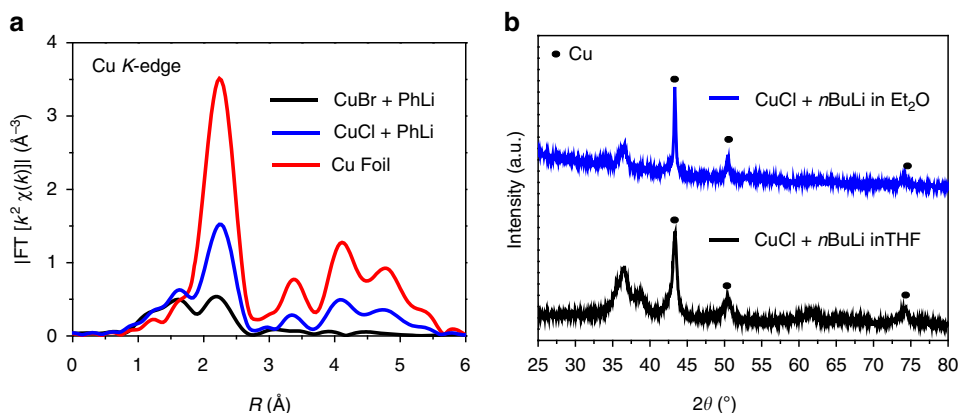 a
Cu K-edge
CuBr + PhLi
CuCl + PhLi
Cu Foil
|FT [k² χ(k)]| (Å⁻³)
4
3
2
1
0
0 1 2 3 4 5 6
R (Å)
b
Cu
CuCl + nBuLi in Et₂O
CuCl + nBuLi inTHF
Intensity (a.u.)
25 30 35 40 45 50 55 60 65 70 75 80
2θ (°)